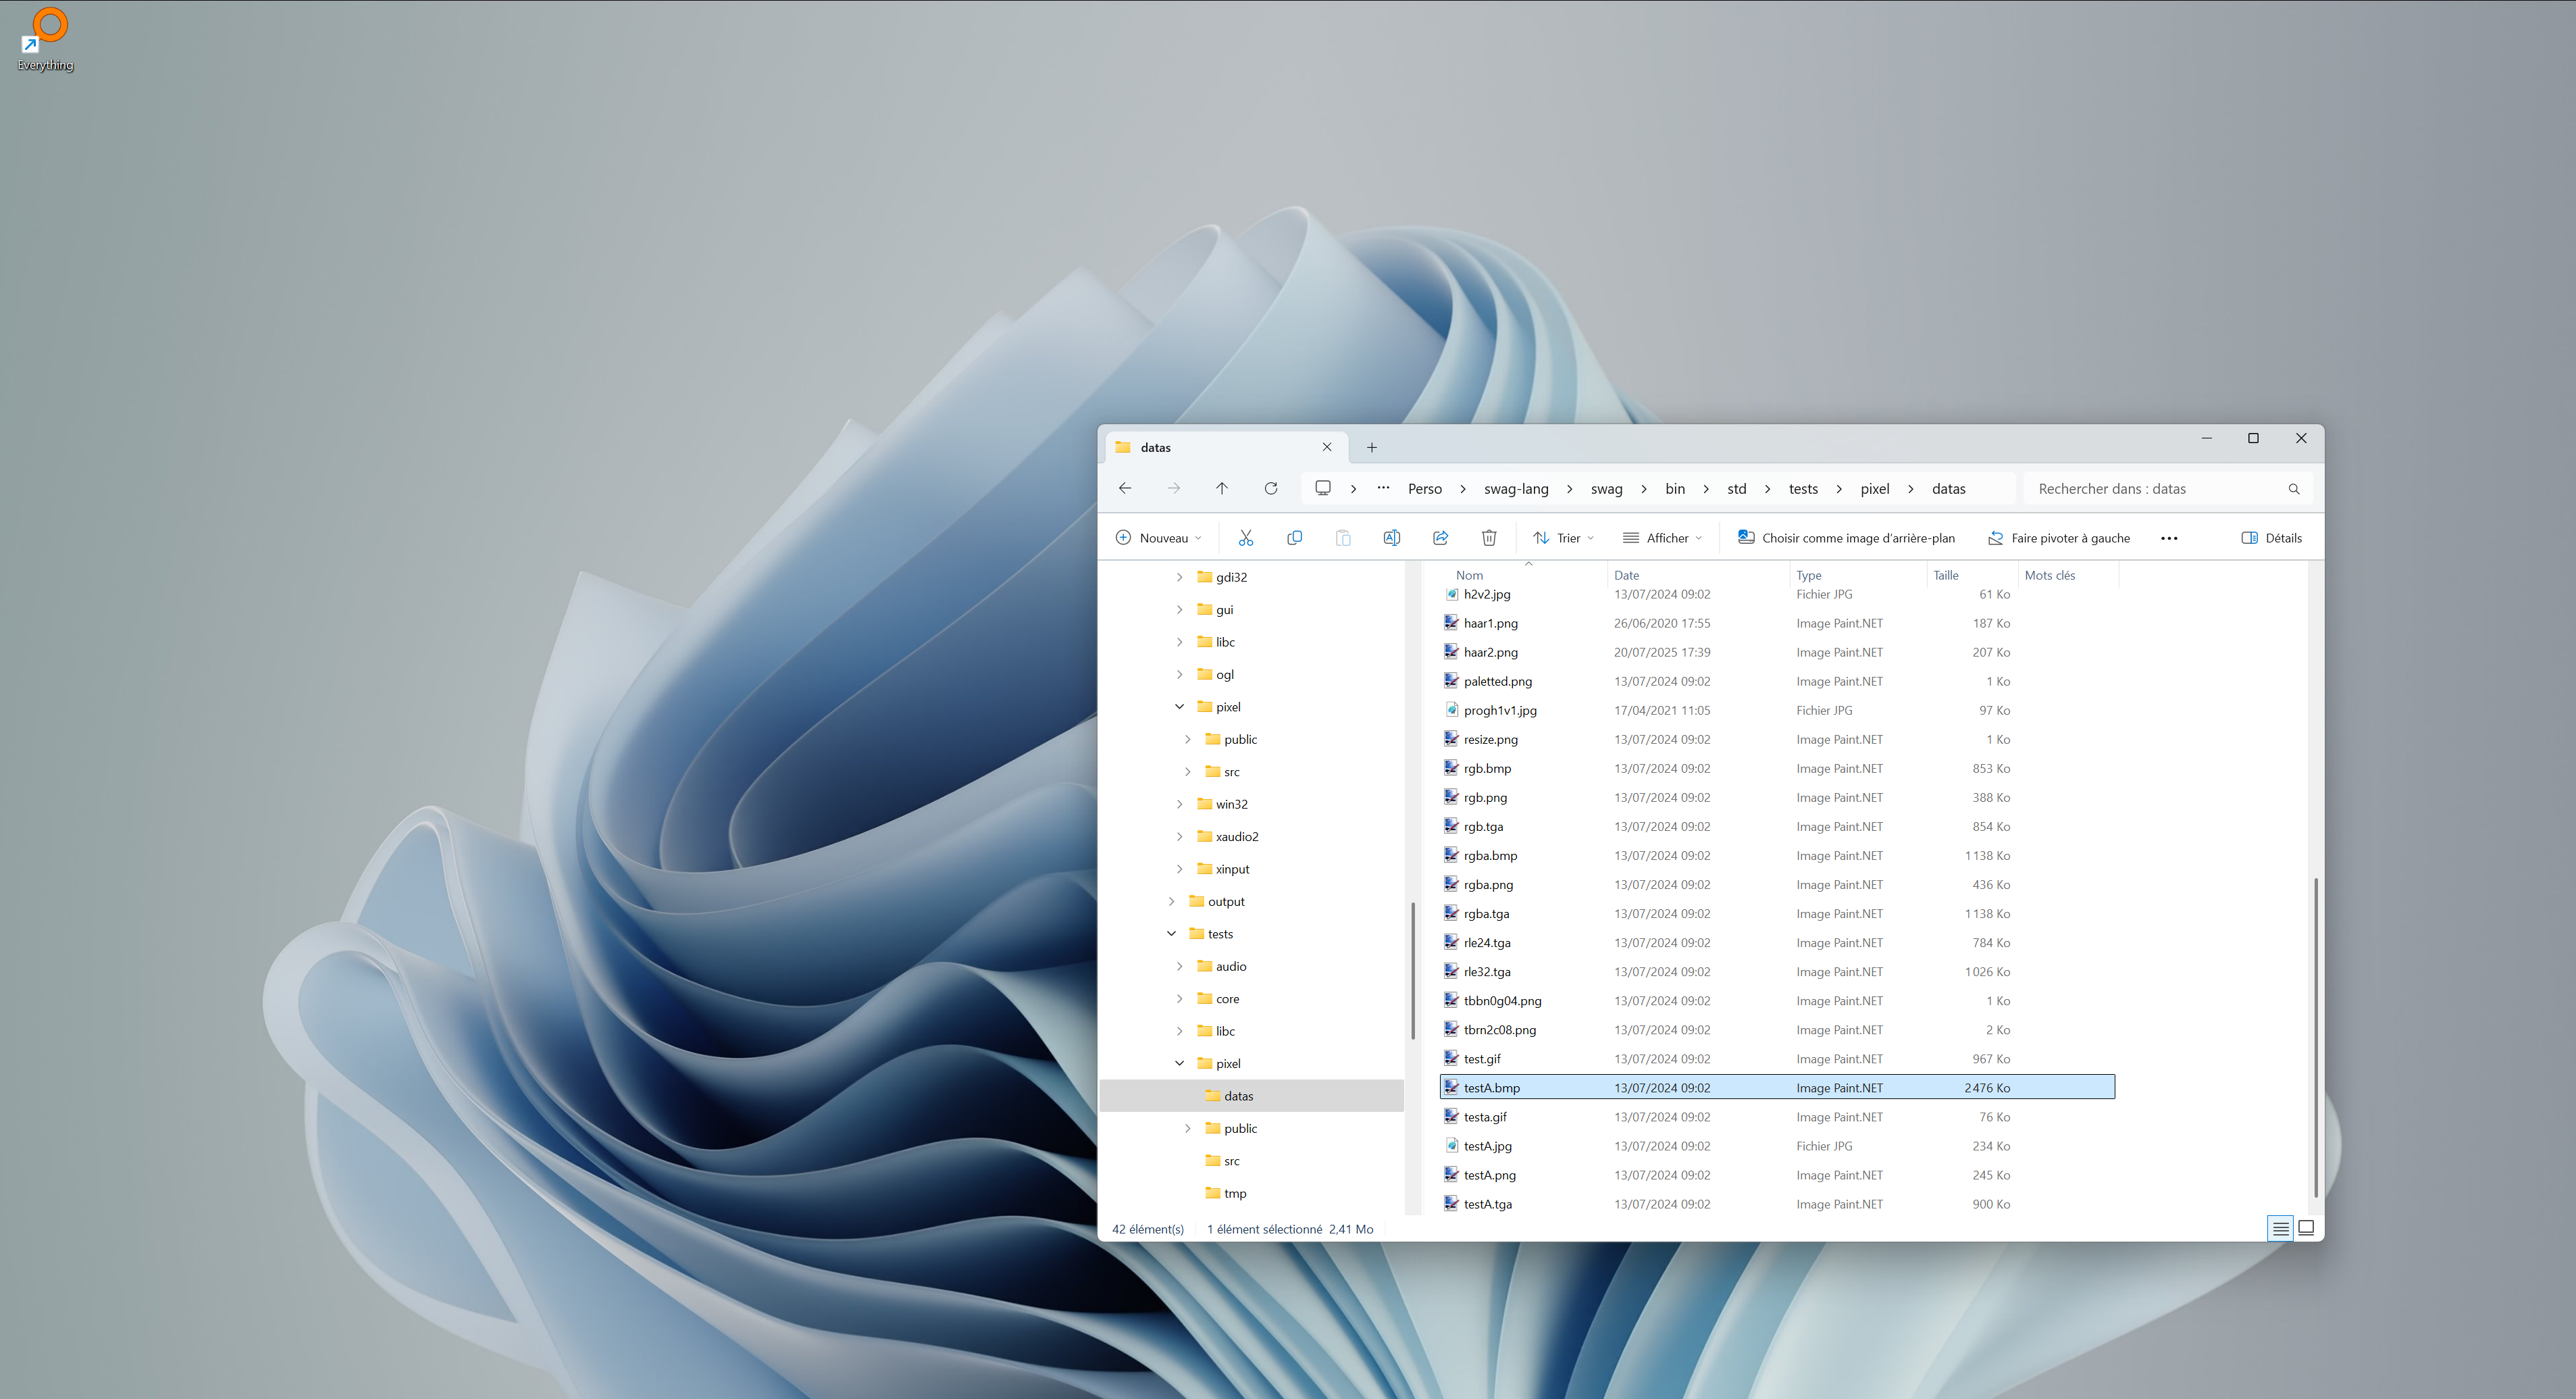 Everything
datas
Perso swag-lang swag bin std tests pixel datas
Rechercher dans : datas
Nouveau Trier Afficher Choisir comme image d'arrière-plan Faire pivoter à gauche Détails
gdi32
gui
libc
ogl
pixel
public
src
win32
xaudio2
xinput
output
tests
audio
core
libc
pixel
datas
public
src
tmp
Nom Date Type Taille Mots clés
h2v2.jpg 13/07/2024 09:02 Fichier JPG 61 Ko
haar1.png 26/06/2020 17:55 Image Paint.NET 187 Ko
haar2.png 20/07/2025 17:39 Image Paint.NET 207 Ko
paletted.png 13/07/2024 09:02 Image Paint.NET 1 Ko
progh1v1.jpg 17/04/2021 11:05 Fichier JPG 97 Ko
resize.png 13/07/2024 09:02 Image Paint.NET 1 Ko
rgb.bmp 13/07/2024 09:02 Image Paint.NET 853 Ko
rgb.png 13/07/2024 09:02 Image Paint.NET 388 Ko
rgb.tga 13/07/2024 09:02 Image Paint.NET 854 Ko
rgba.bmp 13/07/2024 09:02 Image Paint.NET 1 138 Ko
rgba.png 13/07/2024 09:02 Image Paint.NET 436 Ko
rgba.tga 13/07/2024 09:02 Image Paint.NET 1 138 Ko
rle24.tga 13/07/2024 09:02 Image Paint.NET 784 Ko
rle32.tga 13/07/2024 09:02 Image Paint.NET 1 026 Ko
tbbn0g04.png 13/07/2024 09:02 Image Paint.NET 1 Ko
tbrn2c08.png 13/07/2024 09:02 Image Paint.NET 2 Ko
test.gif 13/07/2024 09:02 Image Paint.NET 967 Ko
testA.bmp 13/07/2024 09:02 Image Paint.NET 2 476 Ko
testa.gif 13/07/2024 09:02 Image Paint.NET 76 Ko
testA.jpg 13/07/2024 09:02 Fichier JPG 234 Ko
testA.png 13/07/2024 09:02 Image Paint.NET 245 Ko
testA.tga 13/07/2024 09:02 Image Paint.NET 900 Ko
42 élément(s) 1 élément sélectionné 2,41 Mo